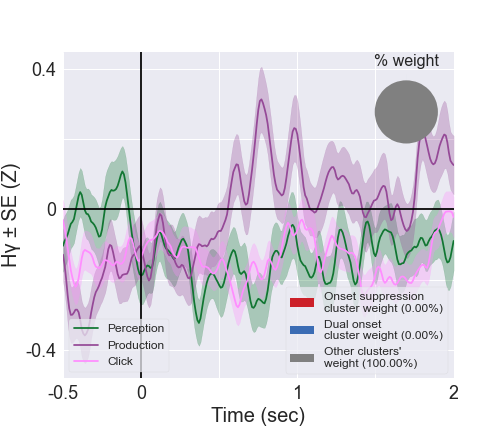 % weight
0.4
0
-0.4
Hγ ± SE (Z)
Perception
Production
Click
Onset suppression
cluster weight (0.00%)
Dual onset
cluster weight (0.00%)
Other clusters'
weight (100.00%)
-0.5
0
1
2
Time (sec)